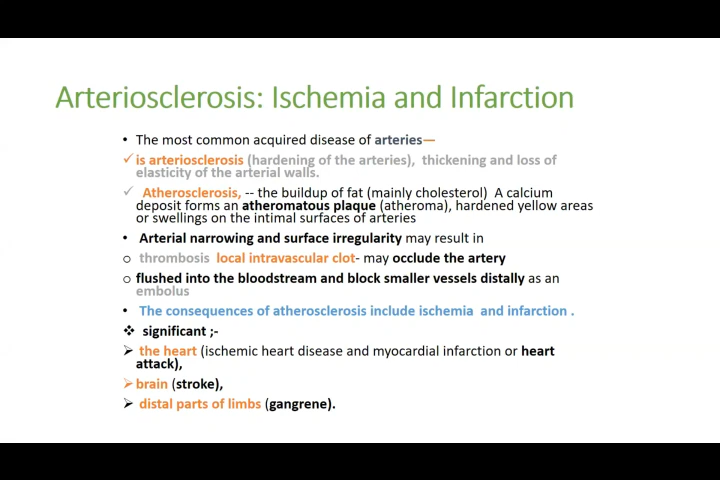 Arteriosclerosis: Ischemia and Infarction
• The most common acquired disease of arteries—
✓ is arteriosclerosis (hardening of the arteries), thickening and loss of
elasticity of the arterial walls.
✓ Atherosclerosis, -- the buildup of fat (mainly cholesterol) A calcium
deposit forms an atheromatous plaque (atheroma), hardened yellow areas
or swellings on the intimal surfaces of arteries
• Arterial narrowing and surface irregularity may result in
o thrombosis local intravascular clot- may occlude the artery
o flushed into the bloodstream and block smaller vessels distally as an
embolus
• The consequences of atherosclerosis include ischemia and infarction .
❖ significant ;-
➢ the heart (ischemic heart disease and myocardial infarction or heart
attack),
➢ brain (stroke),
➢ distal parts of limbs (gangrene).